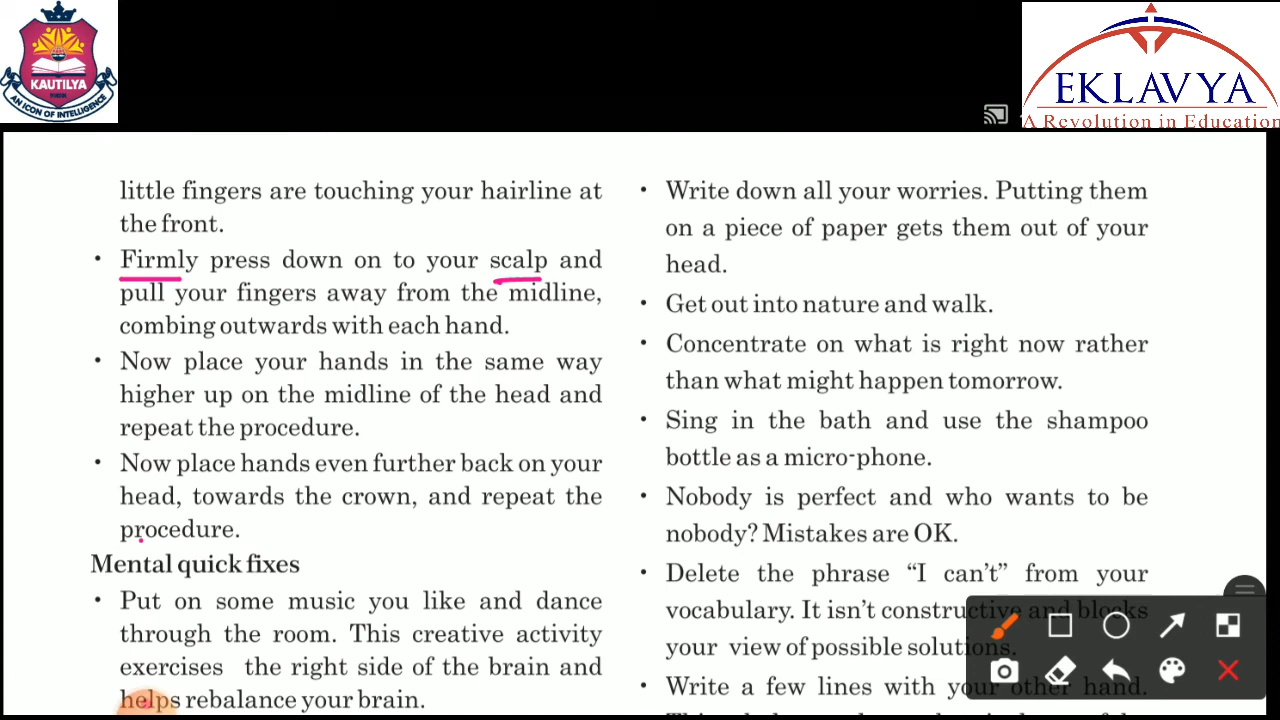 KAUTILYA
AN ICON OF INTELLIGENCE
EKLAVYA
A Revolution in Education
little fingers are touching your hairline at
the front.
• Firmly press down on to your scalp and
pull your fingers away from the midline,
combing outwards with each hand.
• Now place your hands in the same way
higher up on the midline of the head and
repeat the procedure.
• Now place hands even further back on your
head, towards the crown, and repeat the
procedure.
Mental quick fixes
• Put on some music you like and dance
through the room. This creative activity
exercises the right side of the brain and
helps rebalance your brain.
• Write down all your worries. Putting them
on a piece of paper gets them out of your
head.
• Get out into nature and walk.
• Concentrate on what is right now rather
than what might happen tomorrow.
• Sing in the bath and use the shampoo
bottle as a micro-phone.
• Nobody is perfect and who wants to be
nobody? Mistakes are OK.
• Delete the phrase “I can’t” from your
vocabulary. It isn’t constructive and blocks
your view of possible solutions.
• Write a few lines with your other hand.